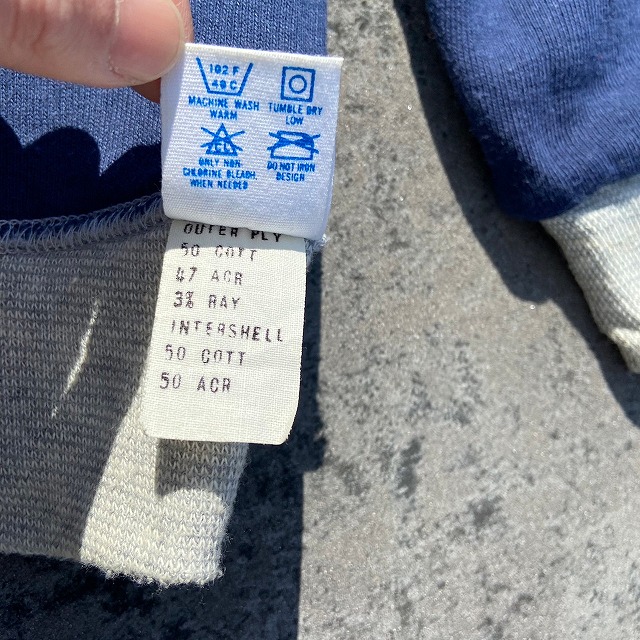 102 F
40 C
MACHINE WASH
WARM
TUMBLE DRY
LOW
CL
ONLY NON-
CHLORINE BLEACH
WHEN NEEDED
DO NOT IRON
DESIGN
OUTER PLY
50 COTT
47 ACR
3% RAY
INTERSHELL
50 COTT
50 ACR